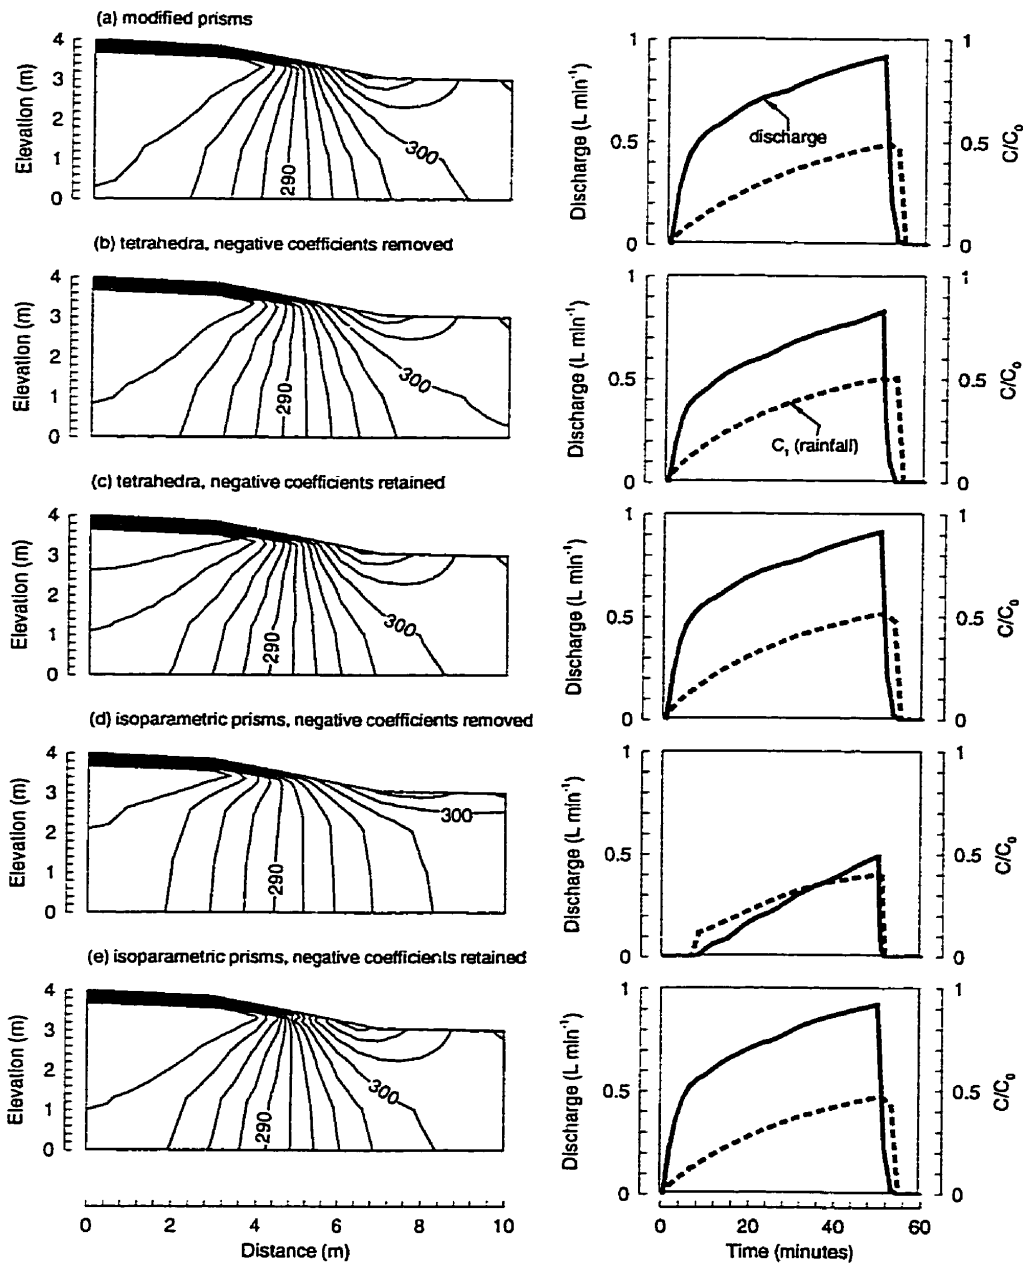 (a) modified prisms
Elevation (m)
4
3
2
1
0
290
300
Discharge (L min⁻¹)
1
0.5
0
discharge
1
0.5
0
C/C₀
(b) tetrahedra, negative coefficients removed
Elevation (m)
4
3
2
1
0
290
300
Discharge (L min⁻¹)
1
0.5
0
C₁ (rainfall)
1
0.5
0
C/C₀
(c) tetrahedra, negative coefficients retained
Elevation (m)
4
3
2
1
0
290
300
Discharge (L min⁻¹)
1
0.5
0
1
0.5
0
C/C₀
(d) isoparametric prisms, negative coefficients removed
Elevation (m)
4
3
2
1
0
290
300
Discharge (L min⁻¹)
1
0.5
0
1
0.5
0
C/C₀
(e) isoparametric prisms, negative coefficients retained
Elevation (m)
4
3
2
1
0
290
300
Discharge (L min⁻¹)
1
0.5
0
1
0.5
0
C/C₀
0 2 4 6 8 10
Distance (m)
0 20 40 60
Time (minutes)